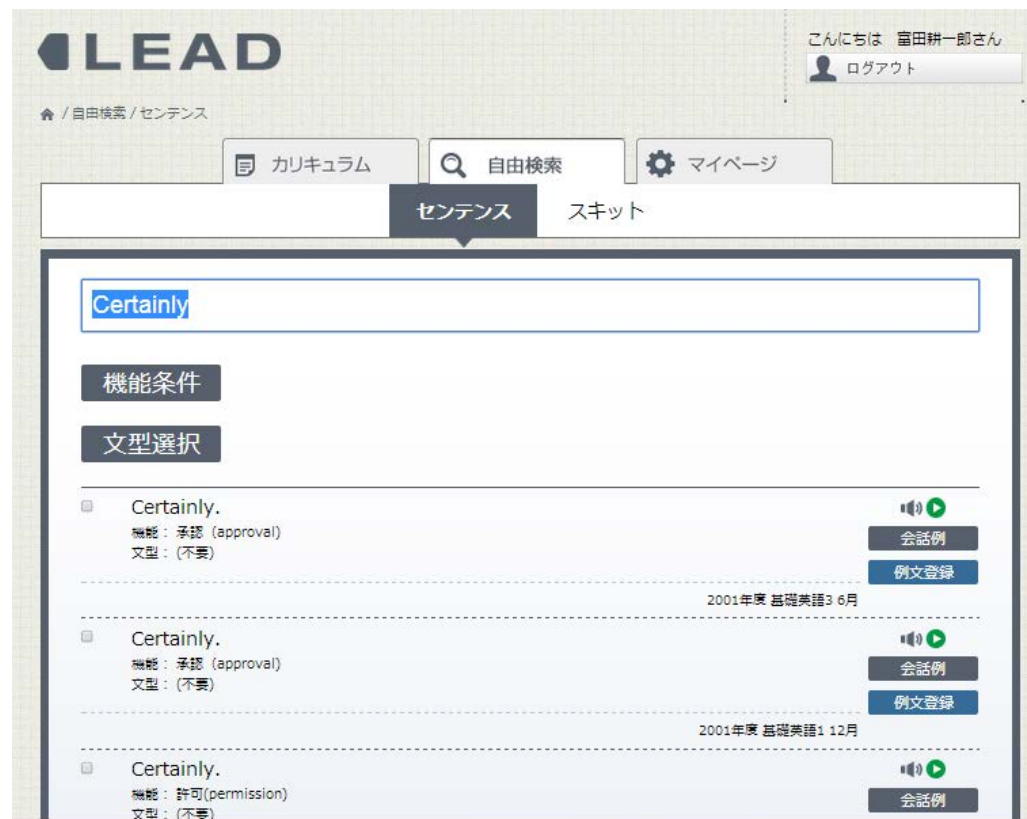 LEAD
こんにちは 富田耕一郎さん
ログアウト
/ 自由検索 / センテンス
カリキュラム
自由検索
マイページ
センテンス
スキット
Certainly
機能条件
文型選択
Certainly.
機能： 承認（approval)
文型： (不要)
会話例
例文登録
2001年度 基礎英語3 6月
Certainly.
機能： 承認（approval)
文型： (不要)
会話例
例文登録
2001年度 基礎英語1 12月
Certainly.
機能： 許可(permission)
文型： (不要)
会話例